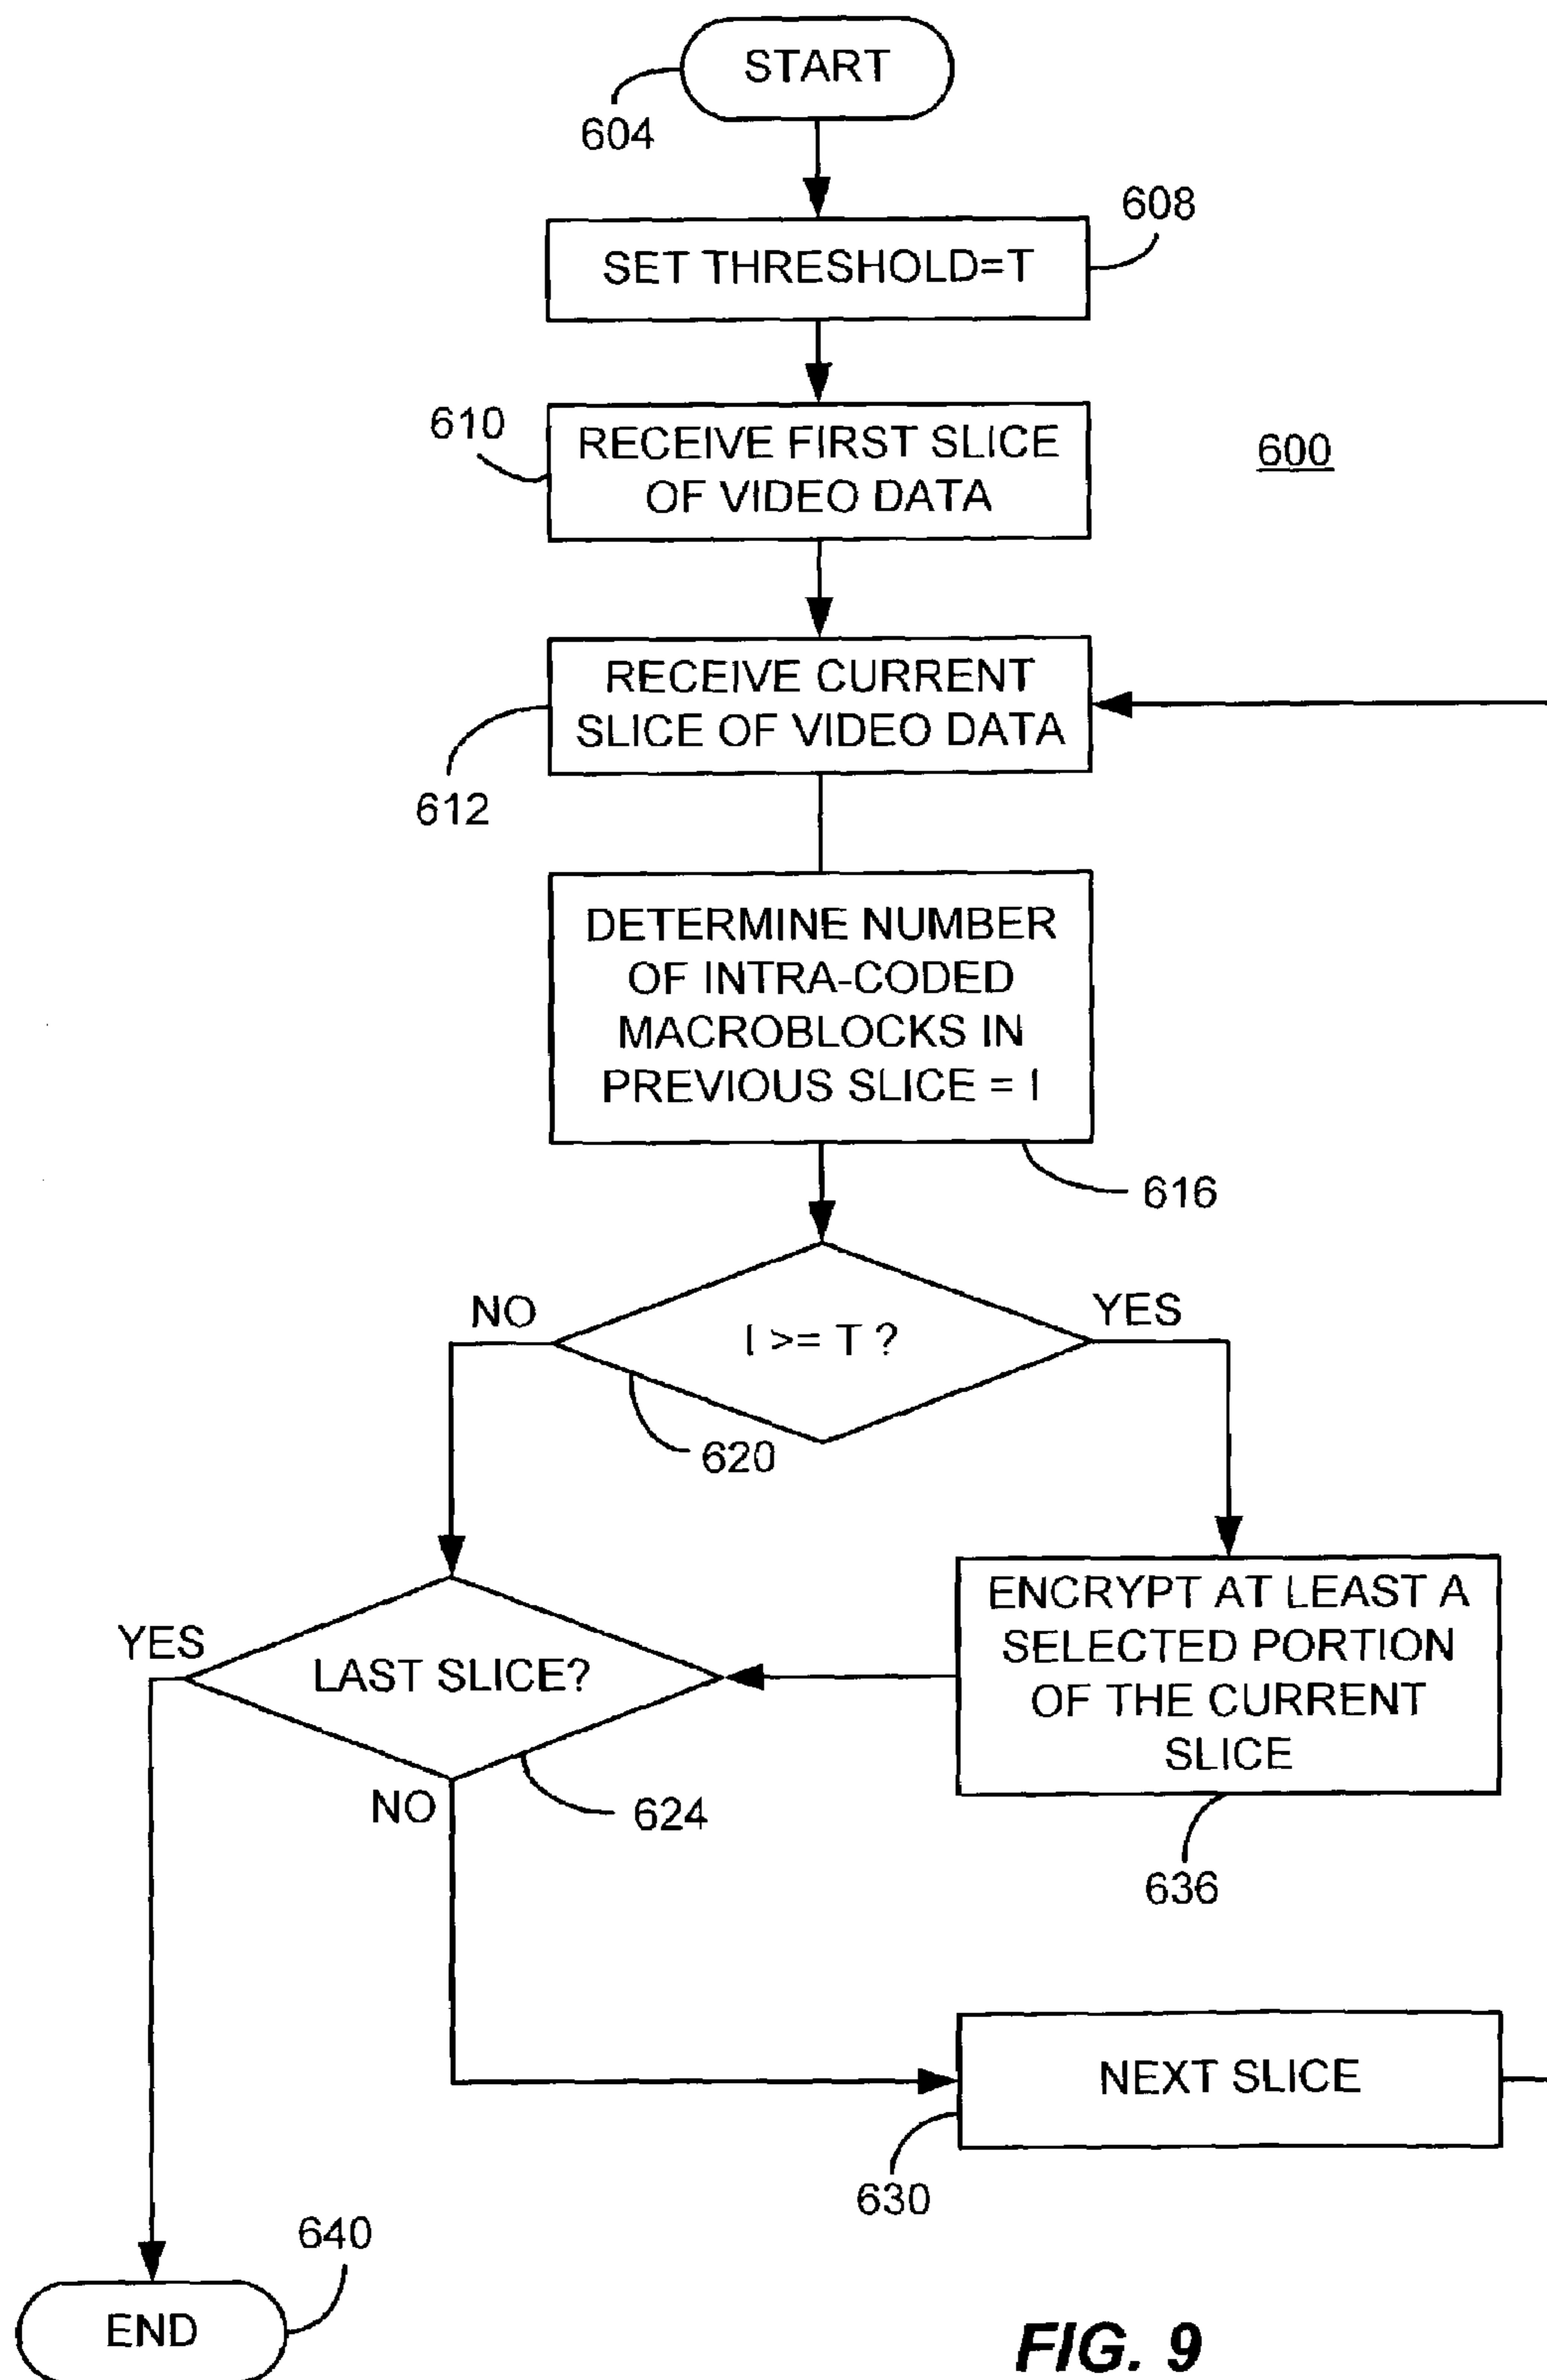 START
604
608
SET THRESHOLD=T
610
RECEIVE FIRST SLICE
OF VIDEO DATA
600
RECEIVE CURRENT
SLICE OF VIDEO DATA
612
DETERMINE NUMBER
OF INTRA-CODED
MACROBLOCKS IN
PREVIOUS SLICE = I
616
NO
YES
I >= T ?
620
ENCRYPT AT LEAST A
SELECTED PORTION
OF THE CURRENT
SLICE
YES
LAST SLICE?
NO
624
636
NEXT SLICE
630
640
END
FIG. 9